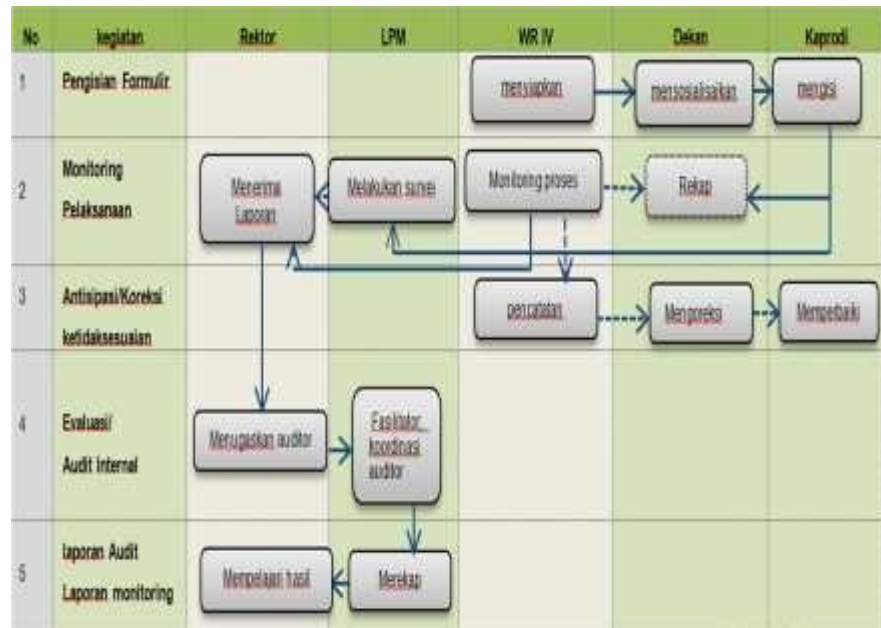 No kegiatan Rektor LPM WR IV Dekan Kaprodi
1 Pengisian Formulir menyiapkan mensosialisaikan mengisi
2 Monitoring
Pelaksanaan
Menerima
Laporan
Melakukan survei
Monitoring proses
Rekap
3 Antisipasi/Koreksi
ketidaksesuaian
pencatatan Mengoreksi Memperbaiki
4 Evaluasi/
Audit Internal
Menugaskan auditor
Fasilitator,
koordinasi
auditor
5 laporan Audit
Laporan monitoring
Mempelajari hasil Merekap